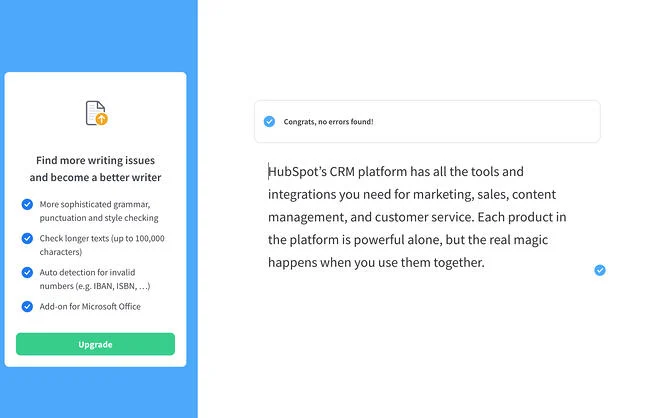 Find more writing issues
and become a better writer
More sophisticated grammar,
punctuation and style checking
Check longer texts (up to 100,000
characters)
Auto detection for invalid
numbers (e.g. IBAN, ISBN, …)
Add-on for Microsoft Office
Upgrade
Congrats, no errors found!
HubSpot’s CRM platform has all the tools and
integrations you need for marketing, sales, content
management, and customer service. Each product in
the platform is powerful alone, but the real magic
happens when you use them together.